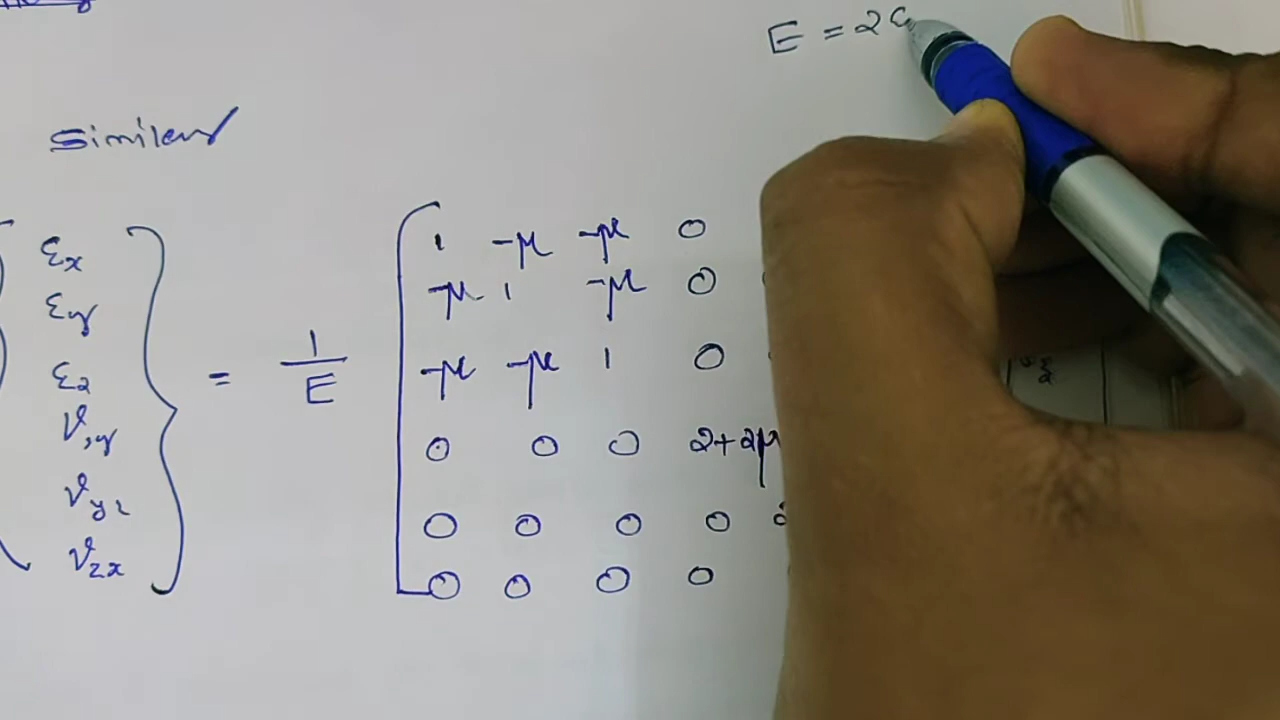 E = 2G
Similary
εx
εy
εz
γxy
γyz
γzx
=
1
E
1 -μ -μ 0
-μ 1 -μ 0
-μ -μ 1 0
0 0 0 2+2μ
0 0 0 0
0 0 0 0